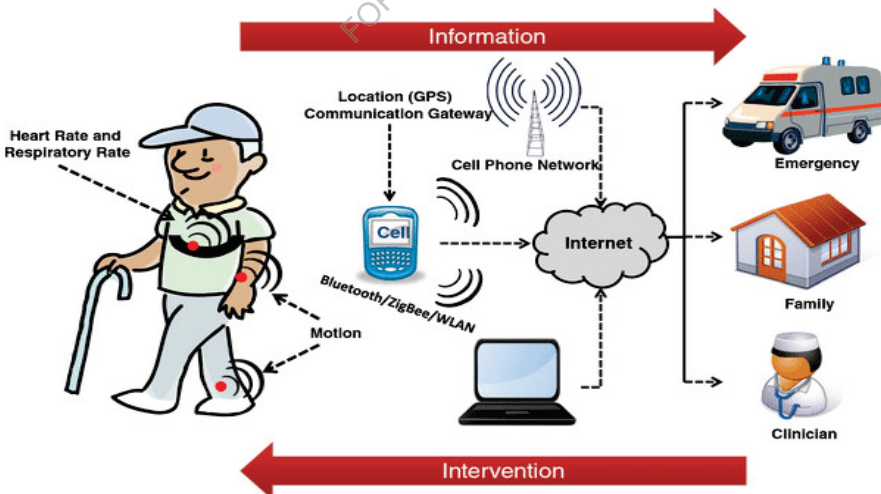 Information
Location (GPS)
Communication Gateway
Heart Rate and
Respiratory Rate
Cell Phone Network
Emergency
Cell
Internet
Bluetooth/ZigBee/WLAN
Family
Motion
Clinician
Intervention